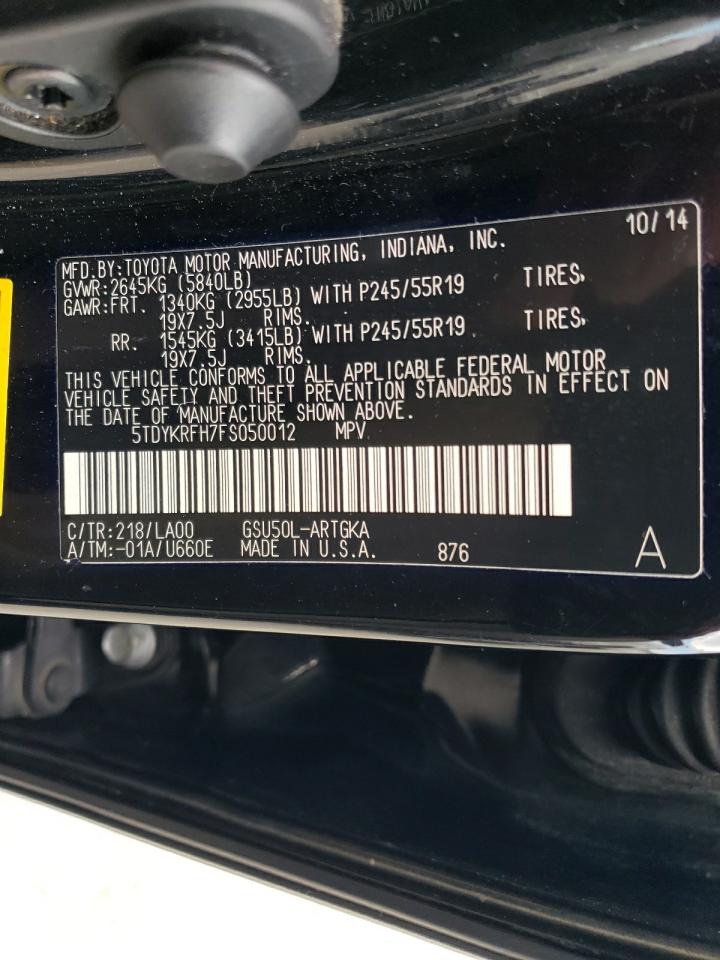 10/14
MFD.BY:TOYOTA MOTOR MANUFACTURING, INDIANA, INC.
GVWR:2645KG (5840LB)
GAWR:FRT. 1340KG (2955LB) WITH P245/55R19 TIRES,
19X7.5J RIMS.
RR. 1545KG (3415LB) WITH P245/55R19 TIRES,
19X7.5J RIMS.
THIS VEHICLE CONFORMS TO ALL APPLICABLE FEDERAL MOTOR
VEHICLE SAFETY AND THEFT PREVENTION STANDARDS IN EFFECT ON
THE DATE OF MANUFACTURE SHOWN ABOVE.
5TDYKRFH7FS050012 MPV
C/TR:218/LA00 GSU50L-ARTGKA
A/TM:-01A/U660E MADE IN U.S.A. 876 A